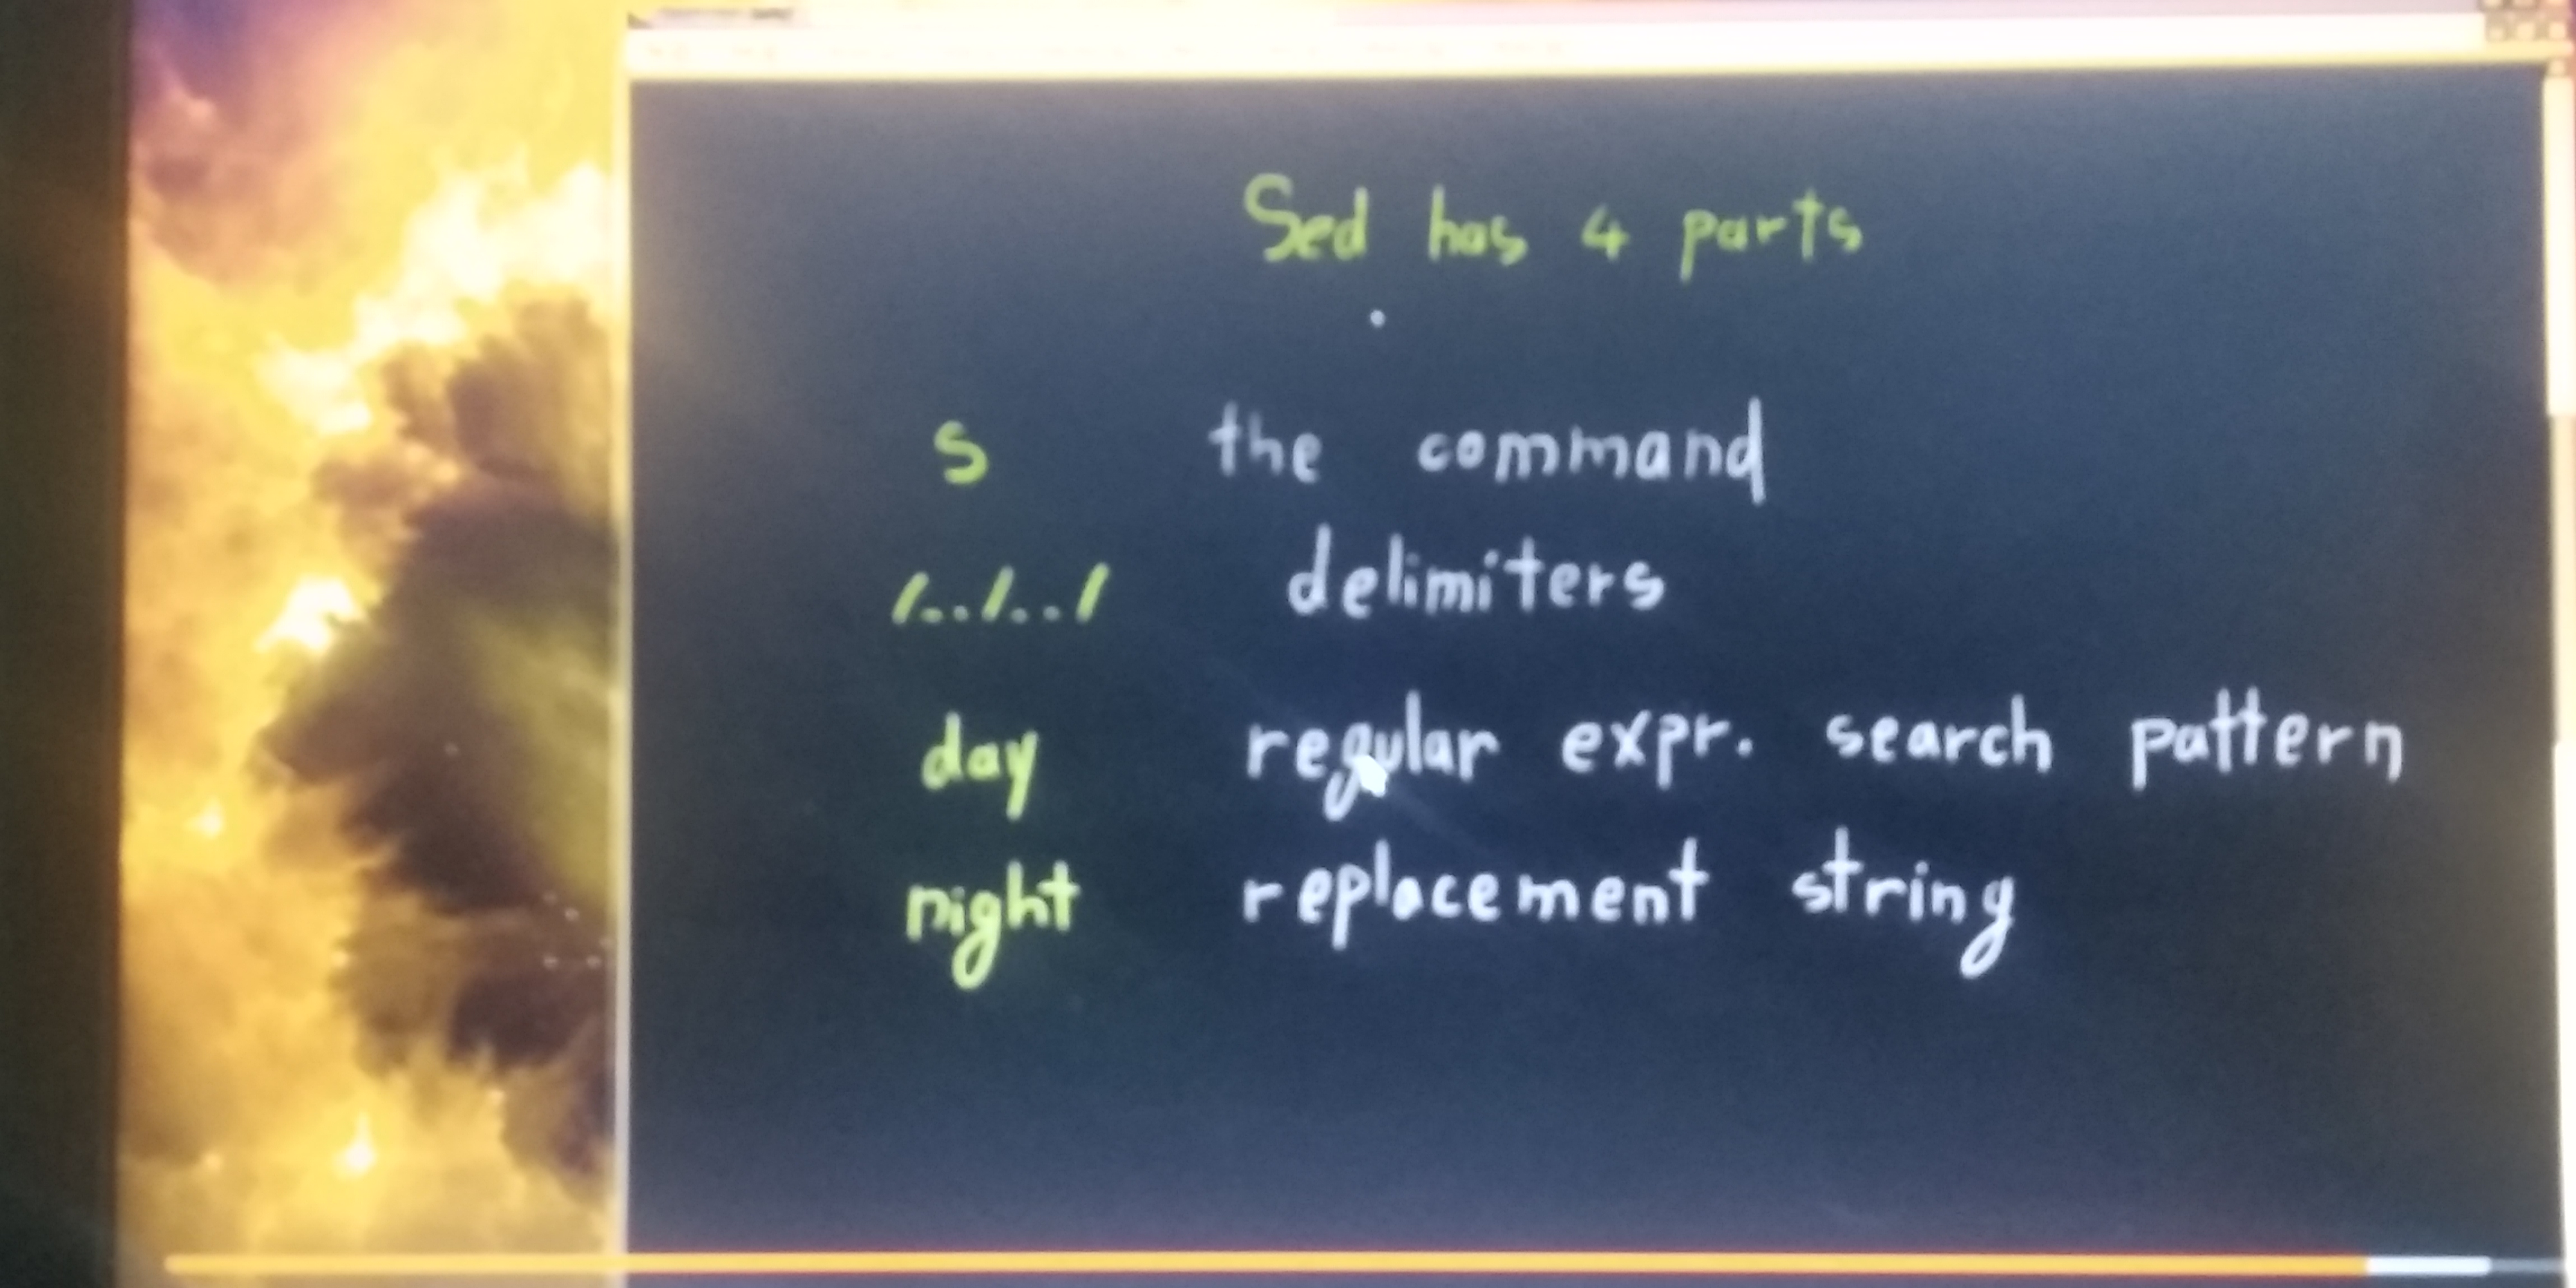 Sed has 4 parts
s the command
/../../ delimiters
day regular expr. search pattern
night replacement string